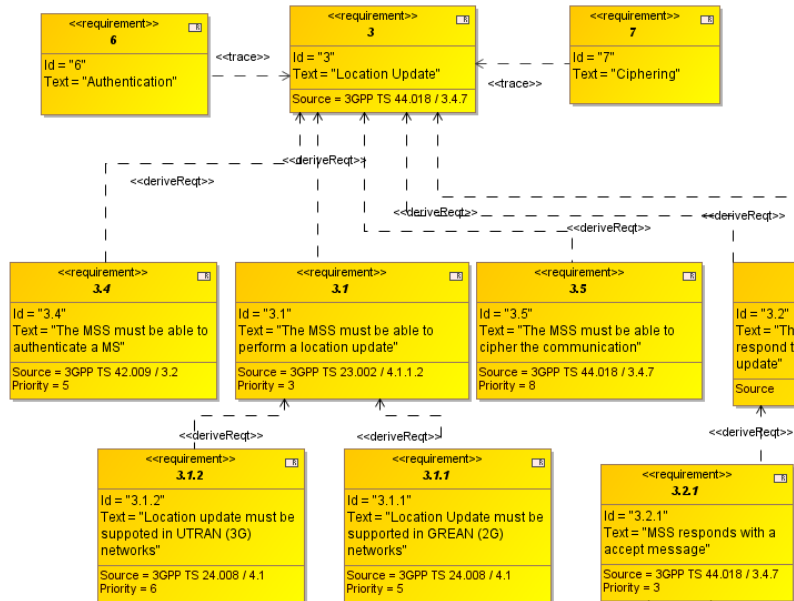 <<requirement>>
6
Id = "6"
Text = "Authentication"
<<trace>>
<<requirement>>
3
Id = "3"
Text = "Location Update"
Source = 3GPP TS 44.018 / 3.4.7
<<trace>>
<<requirement>>
7
Id = "7"
Text = "Ciphering"
<<deriveReqt>>
<<deriveReqt>>
<<deriveReqt>>
<<deriveReqt>>
<<deriveReqt>>
<<requirement>>
3.4
Id = "3.4"
Text = "The MSS must be able to
authenticate a MS"
Source = 3GPP TS 42.009 / 3.2
Priority = 5
<<requirement>>
3.1
Id = "3.1"
Text = "The MSS must be able to
perform a location update"
Source = 3GPP TS 23.002 / 4.1.1.2
Priority = 3
<<requirement>>
3.5
Id = "3.5"
Text = "The MSS must be able to
cipher the communication"
Source = 3GPP TS 44.018 / 3.4.7
Priority = 8
Id = "3.2"
Text = "Th
respond t
update"
Source
<<deriveReqt>>
<<deriveReqt>>
<<deriveReqt>>
<<requirement>>
3.1.2
Id = "3.1.2"
Text = "Location update must be
suppoted in UTRAN (3G)
networks"
Source = 3GPP TS 24.008 / 4.1
Priority = 6
<<requirement>>
3.1.1
Id = "3.1.1"
Text = "Location Update must be
supported in GREAN (2G)
networks"
Source = 3GPP TS 24.008 / 4.1
Priority = 5
<<requirement>>
3.2.1
Id = "3.2.1"
Text = "MSS responds with a
accept message"
Source = 3GPP TS 44.018 / 3.4.7
Priority = 3